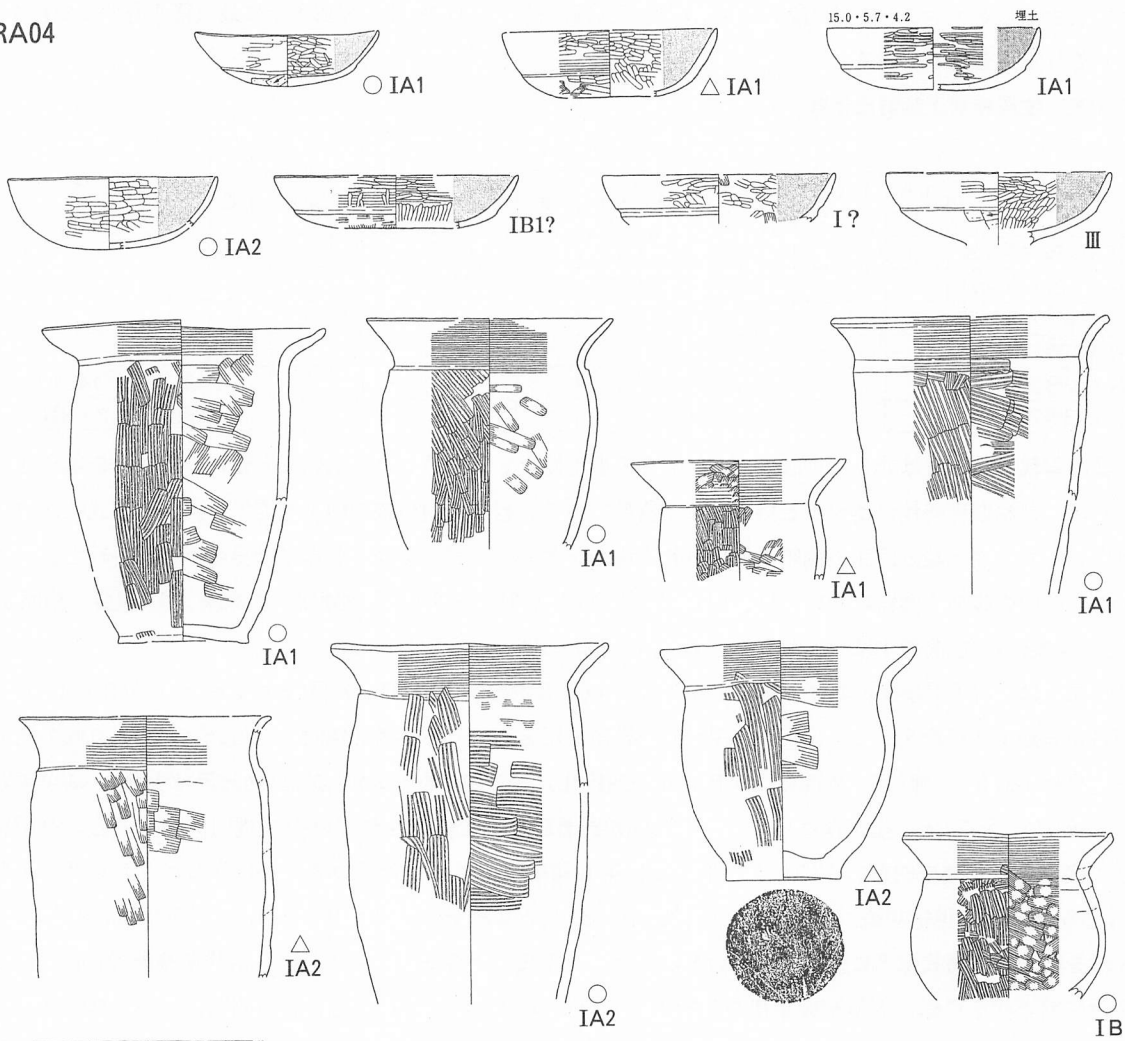 RA04
15.0・5.7・4.2 埋土
○ IA1
△ IA1
IA1
○ IA2
IB1?
I?
Ⅲ
○ IA1
○ IA1
△ IA1
○ IA1
△ IA2
○ IA2
△ IA2
○ IB